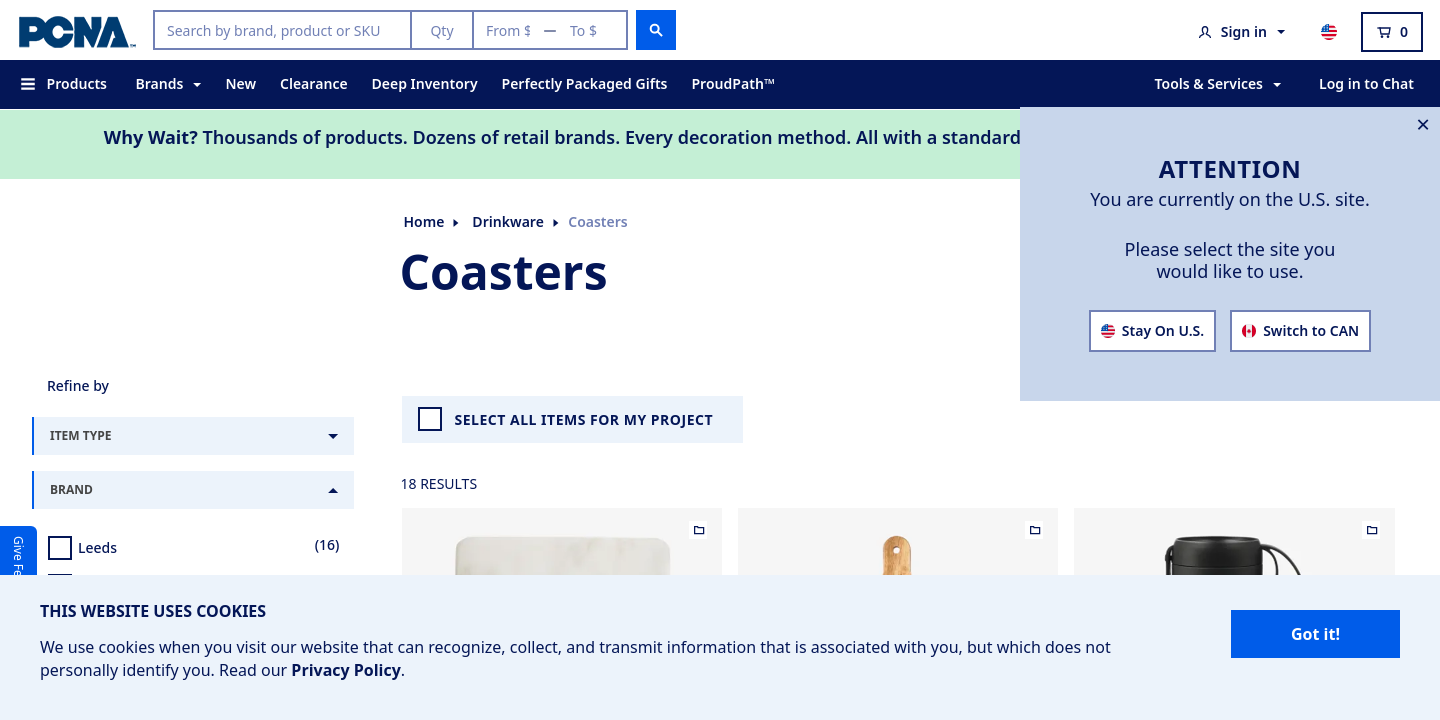 PCNA™
Search by brand, product or SKU
Qty
From $ — To $
Sign in
0
Products
Brands
New
Clearance
Deep Inventory
Perfectly Packaged Gifts
ProudPath™
Tools & Services
Log in to Chat
Why Wait? Thousands of products. Dozens of retail brands. Every decoration method. All with a standard
ATTENTION
You are currently on the U.S. site.
Please select the site you
would like to use.
Stay On U.S.
Switch to CAN
Home
Drinkware
Coasters
Coasters
Refine by
ITEM TYPE
BRAND
Leeds
(16)
SELECT ALL ITEMS FOR MY PROJECT
18 RESULTS
Give
THIS WEBSITE USES COOKIES
We use cookies when you visit our website that can recognize, collect, and transmit information that is associated with you, but which does not
personally identify you. Read our Privacy Policy.
Got it!